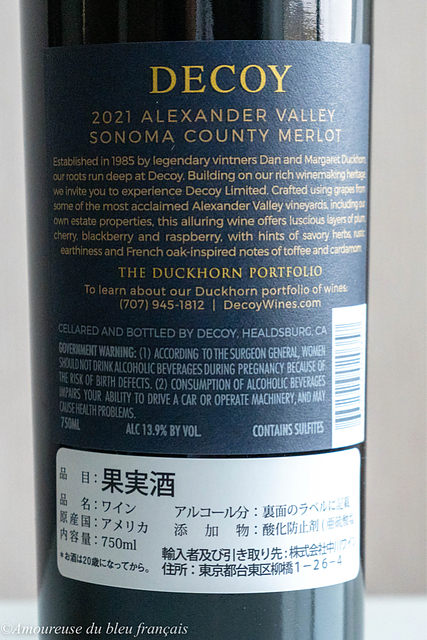 DECOY
2021 ALEXANDER VALLEY
SONOMA COUNTY MERLOT
Established in 1985 by legendary vintners Dan and Margaret Duckhorn,
our roots run deep at Decoy. Building on our rich winemaking heritage,
we invite you to experience Decoy Limited. Crafted using grapes from
some of the most acclaimed Alexander Valley vineyards, including our
own estate properties, this alluring wine offers luscious layers of plum,
cherry, blackberry and raspberry, with hints of savory herbs, rustic
earthiness and French oak-inspired notes of toffee and cardamom.
THE DUCKHORN PORTFOLIO
To learn about our Duckhorn portfolio of wines:
(707) 945-1812 | DecoyWines.com
CELLARED AND BOTTLED BY DECOY, HEALDSBURG, CA
GOVERNMENT WARNING: (1) ACCORDING TO THE SURGEON GENERAL, WOMEN
SHOULD NOT DRINK ALCOHOLIC BEVERAGES DURING PREGNANCY BECAUSE OF
THE RISK OF BIRTH DEFECTS. (2) CONSUMPTION OF ALCOHOLIC BEVERAGES
IMPAIRS YOUR ABILITY TO DRIVE A CAR OR OPERATE MACHINERY, AND MAY
CAUSE HEALTH PROBLEMS.
750ML ALC 13.9% BY VOL. CONTAINS SULFITES
品目:果実酒
品名:ワイン アルコール分:裏面のラベルに記載
原産国:アメリカ 添加物:酸化防止剤(亜硫酸塩
内容量:750ml 輸入者及び引き取り先:株式会社中川ワイン
*お酒は20歳になってから。 住所:東京都台東区柳橋1-26-4
©Amoureuse du bleu français